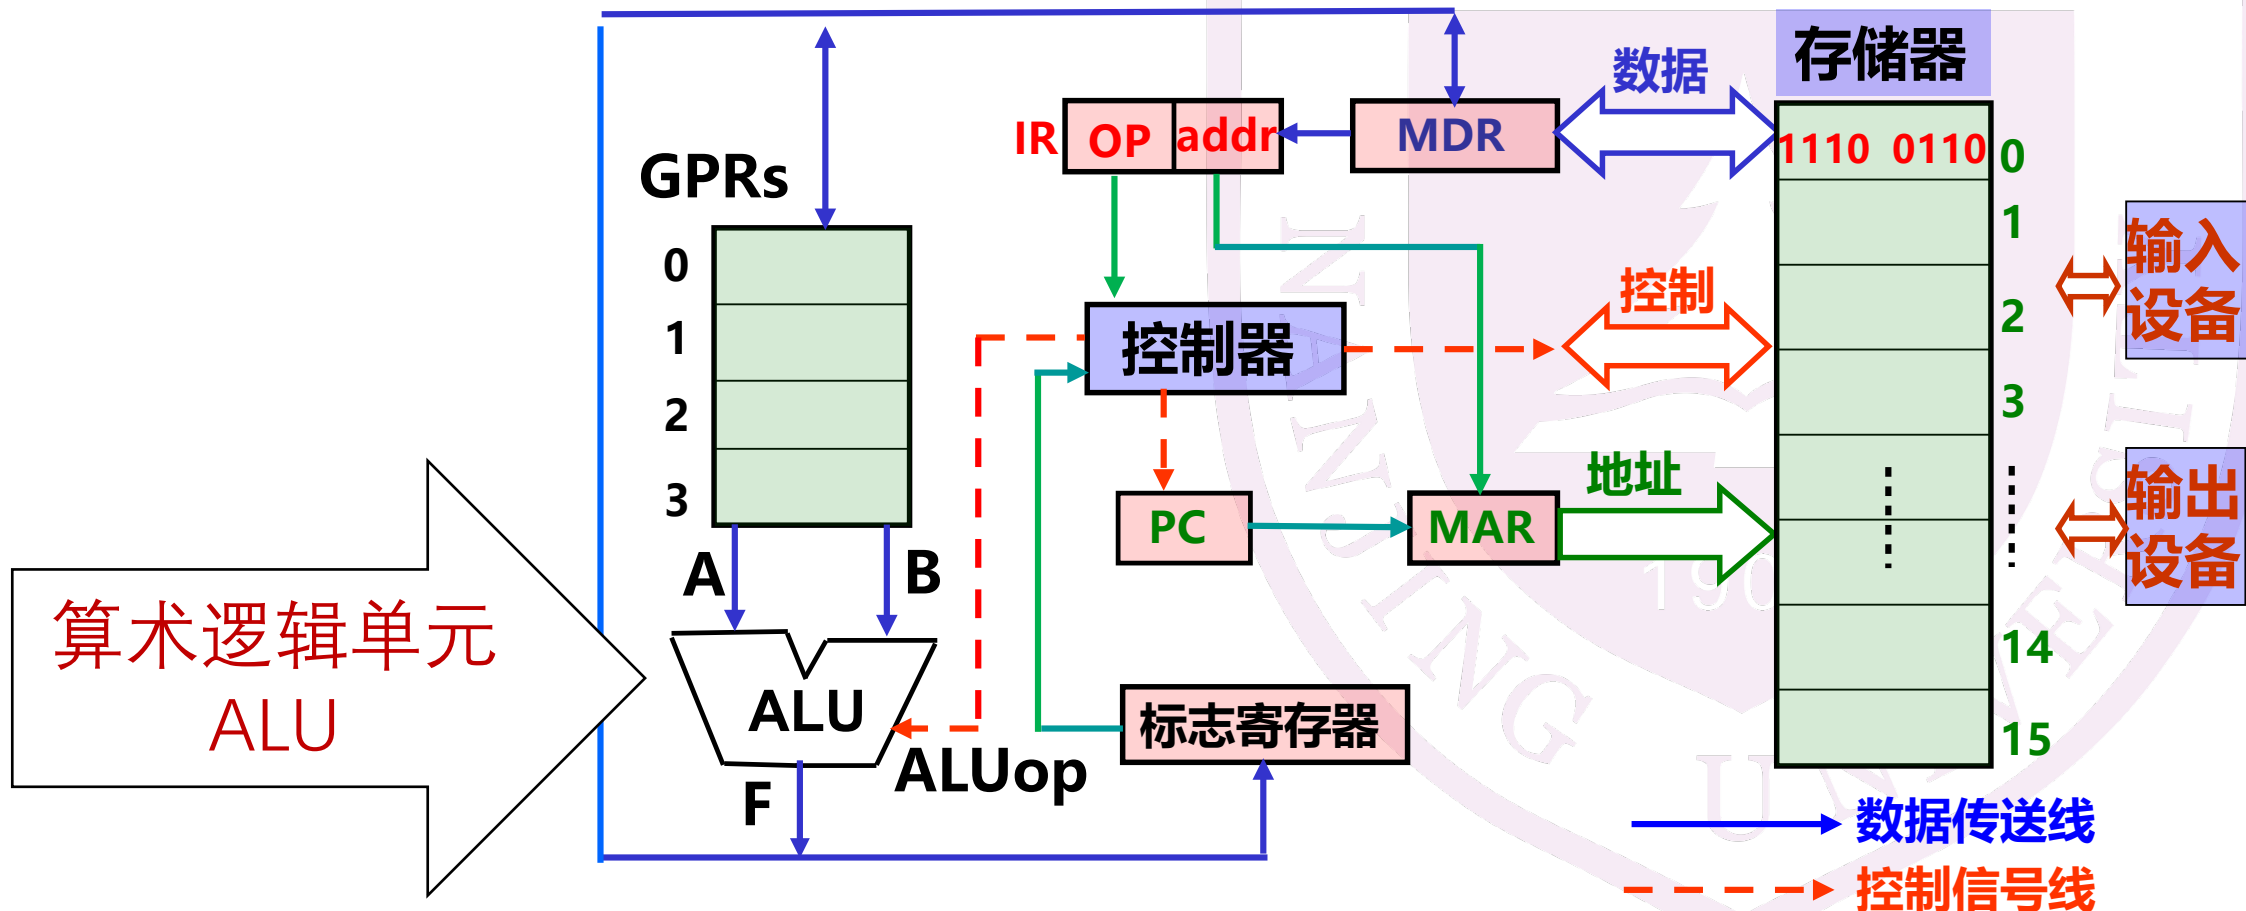 存储器
数据
IR
OP
addr
MDR
1110 0110
0
1
2
3
14
15
GPRs
0
1
2
3
输入
设备
控制
控制器
地址
PC
MAR
输出
设备
A
B
算术逻辑单元
ALU
ALU
ALUop
标志寄存器
F
数据传送线
控制信号线
NANJING UNIVERSITY
190